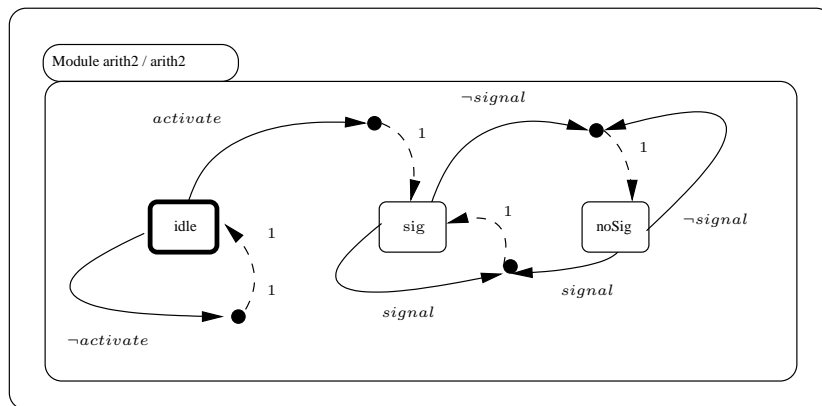 Module arith2 / arith2
¬signal
activate
1
1
idle
sig
noSig
1
¬signal
1
1
signal
signal
¬activate